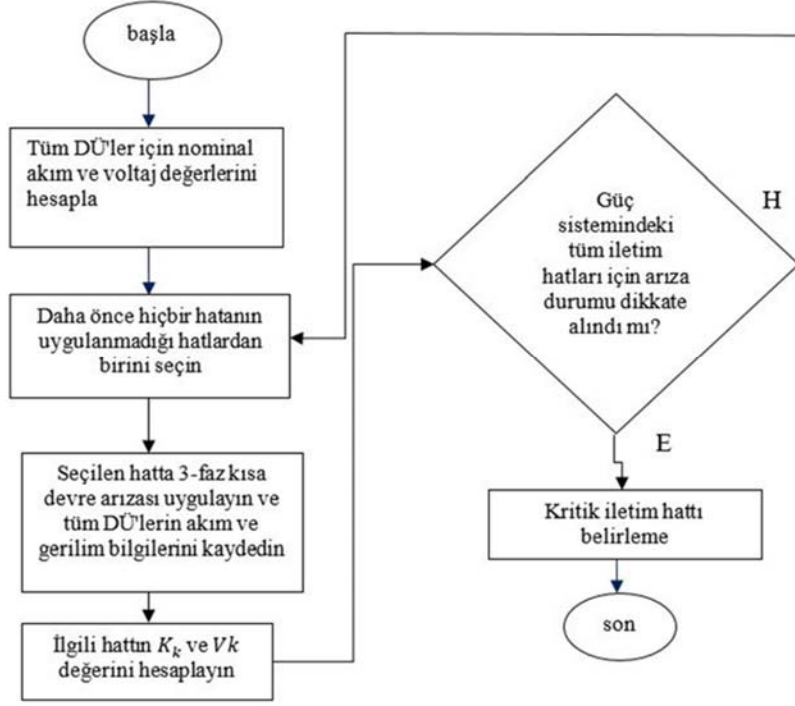 başla
Tüm DÜ'ler için nominal
akım ve voltaj değerlerini
hesapla
Daha önce hiçbir hatanın
uygulanmadığı hatlardan
birini seçin
Seçilen hatta 3-faz kısa
devre arızası uygulayın ve
tüm DÜ'lerin akım ve
gerilim bilgilerini kaydedin
İlgili hattın K_k ve Vk
değerini hesaplayın
Güç
sistemindeki
tüm iletim
hatları için arıza
durumu dikkate
alındı mı?
H
E
Kritik iletim hattı
belirleme
son